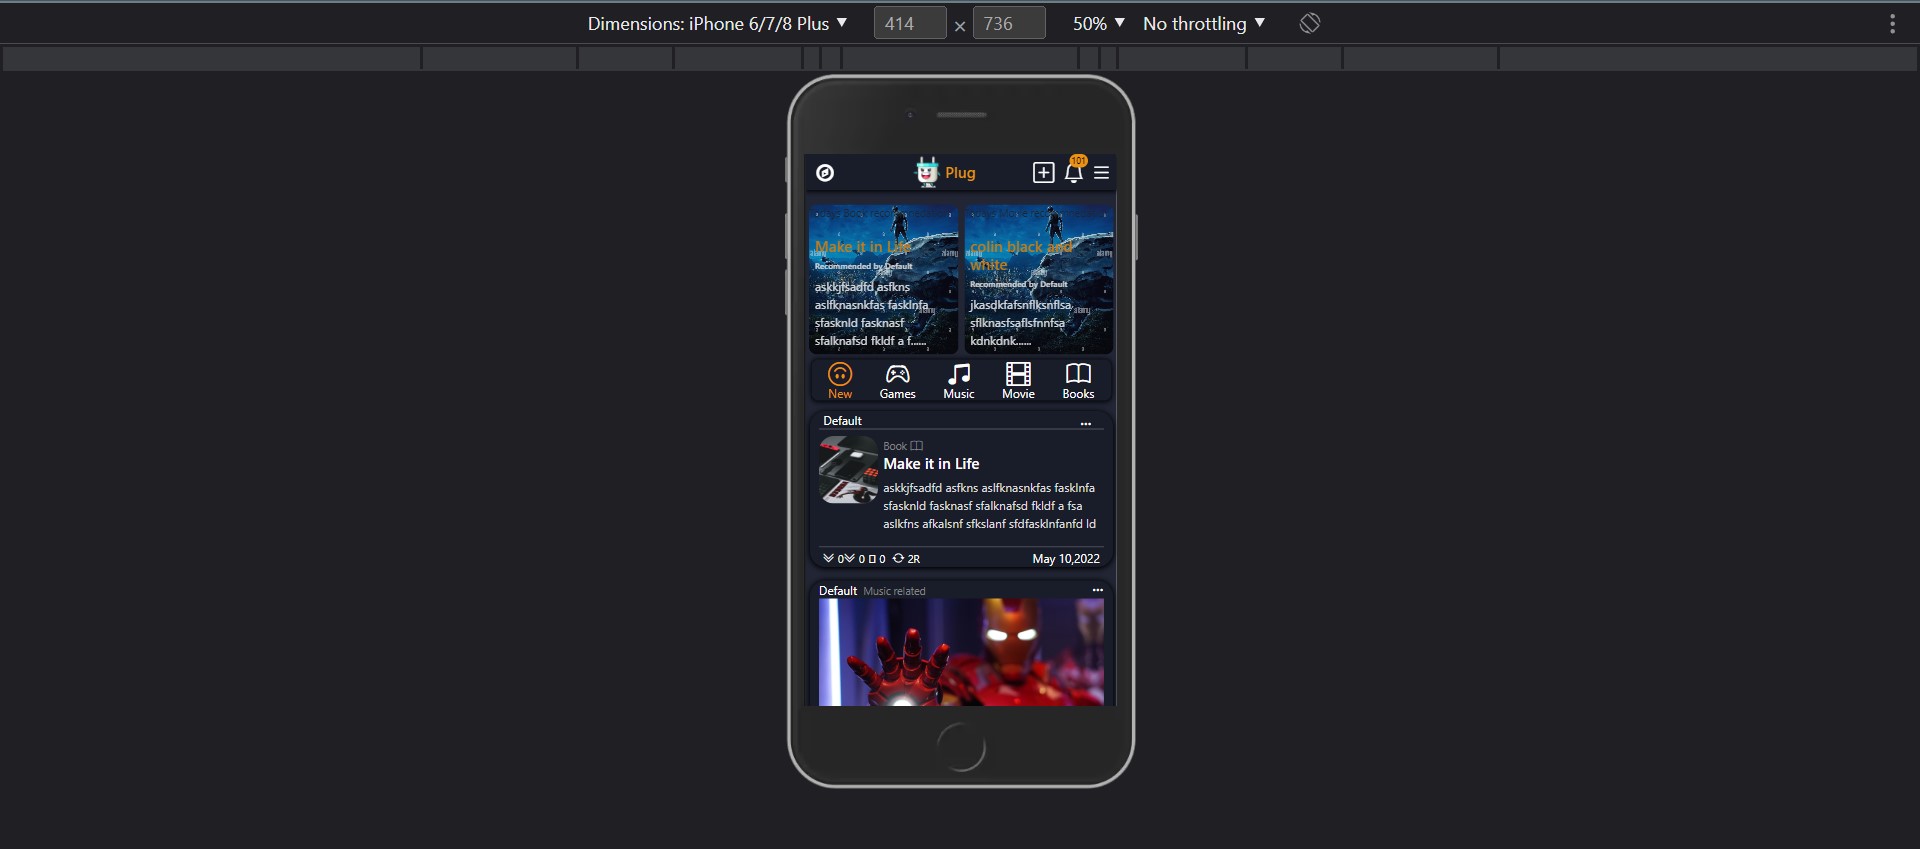 Dimensions: iPhone 6/7/8 Plus ▼ 414 × 736 50% ▼ No throttling ▼
Plug
101
Make it in Life
Recommended by Default
askkjfsadfd asfkns
aslfknasnkfas fasklnfa
sfasknld fasknasf
sfalknafsd fkldf a f......
colin black and
white
Recommended by Default
jkasdkfafsnflksnflsa
sflknasfsaflsfnnfsa
kdnkdnk......
alamy
New Games Music Movie Books
Default ...
Book
Make it in Life
askkjfsadfd asfkns aslfknasnkfas fasklnfa
sfasknld fasknasf sfalknafsd fkldf a fsa
aslkfns afkalsnf sfkslanf sfdfasklnfanfd ld
0 0 0 2R May 10,2022
Default Music related ...